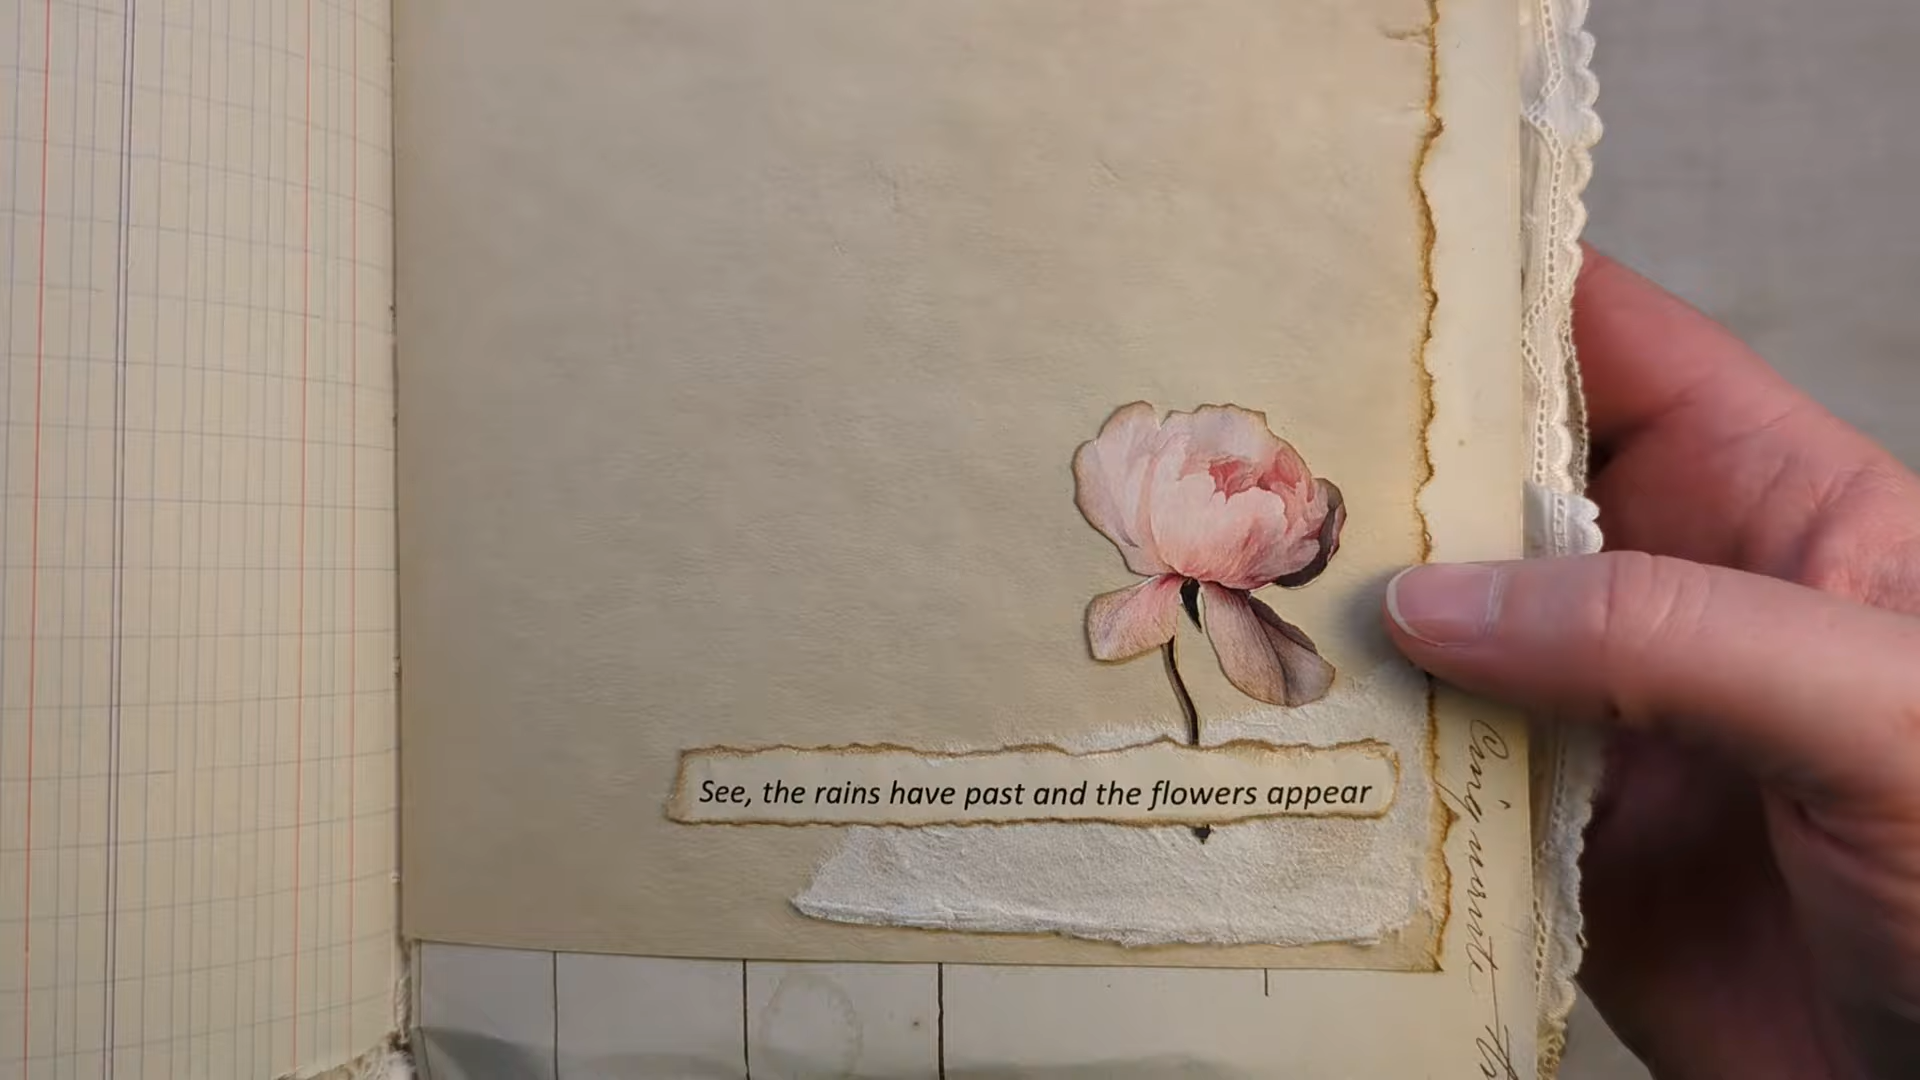 See, the rains have past and the flowers appear